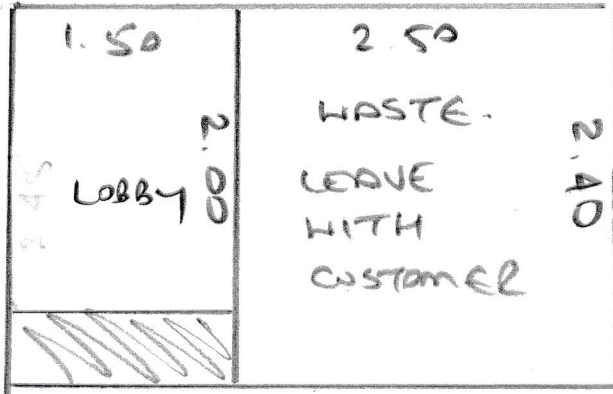 1.50
2.50
WASTE.
LEAVE
WITH
CUSTOMER
2.40
2.00
LOBBY